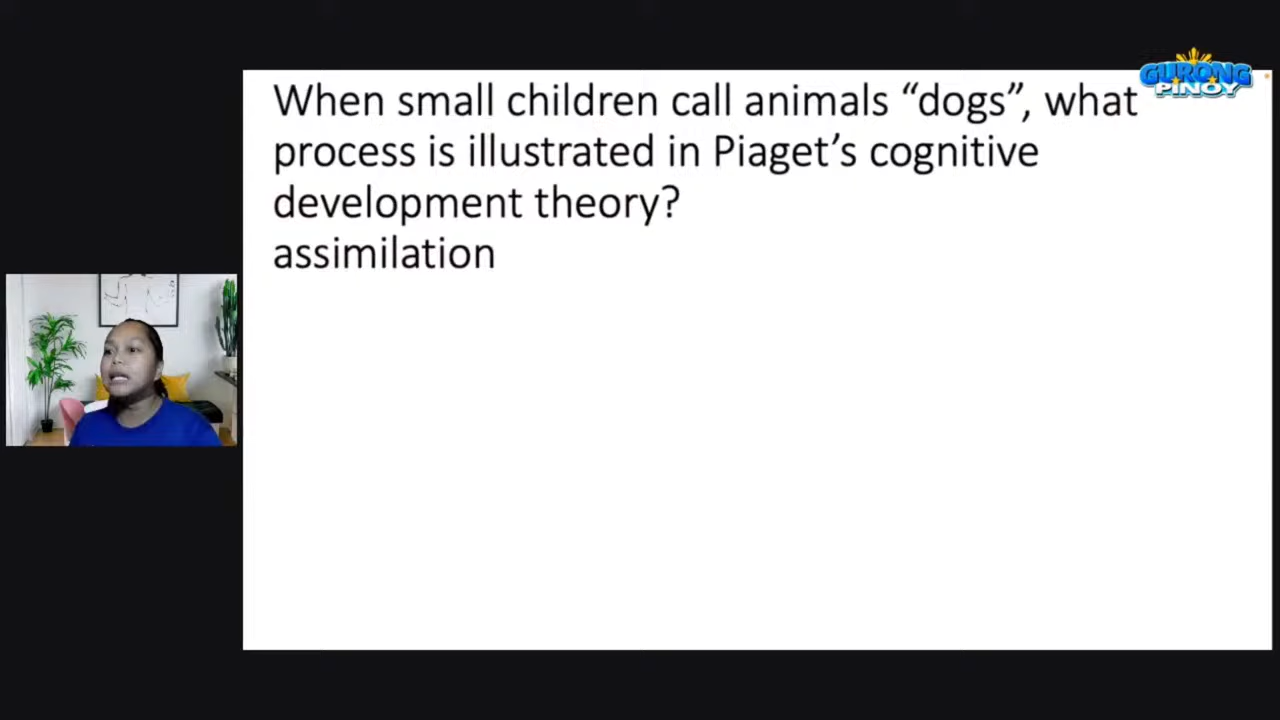 GURONG
PINOY
When small children call animals “dogs”, what
process is illustrated in Piaget’s cognitive
development theory?
assimilation